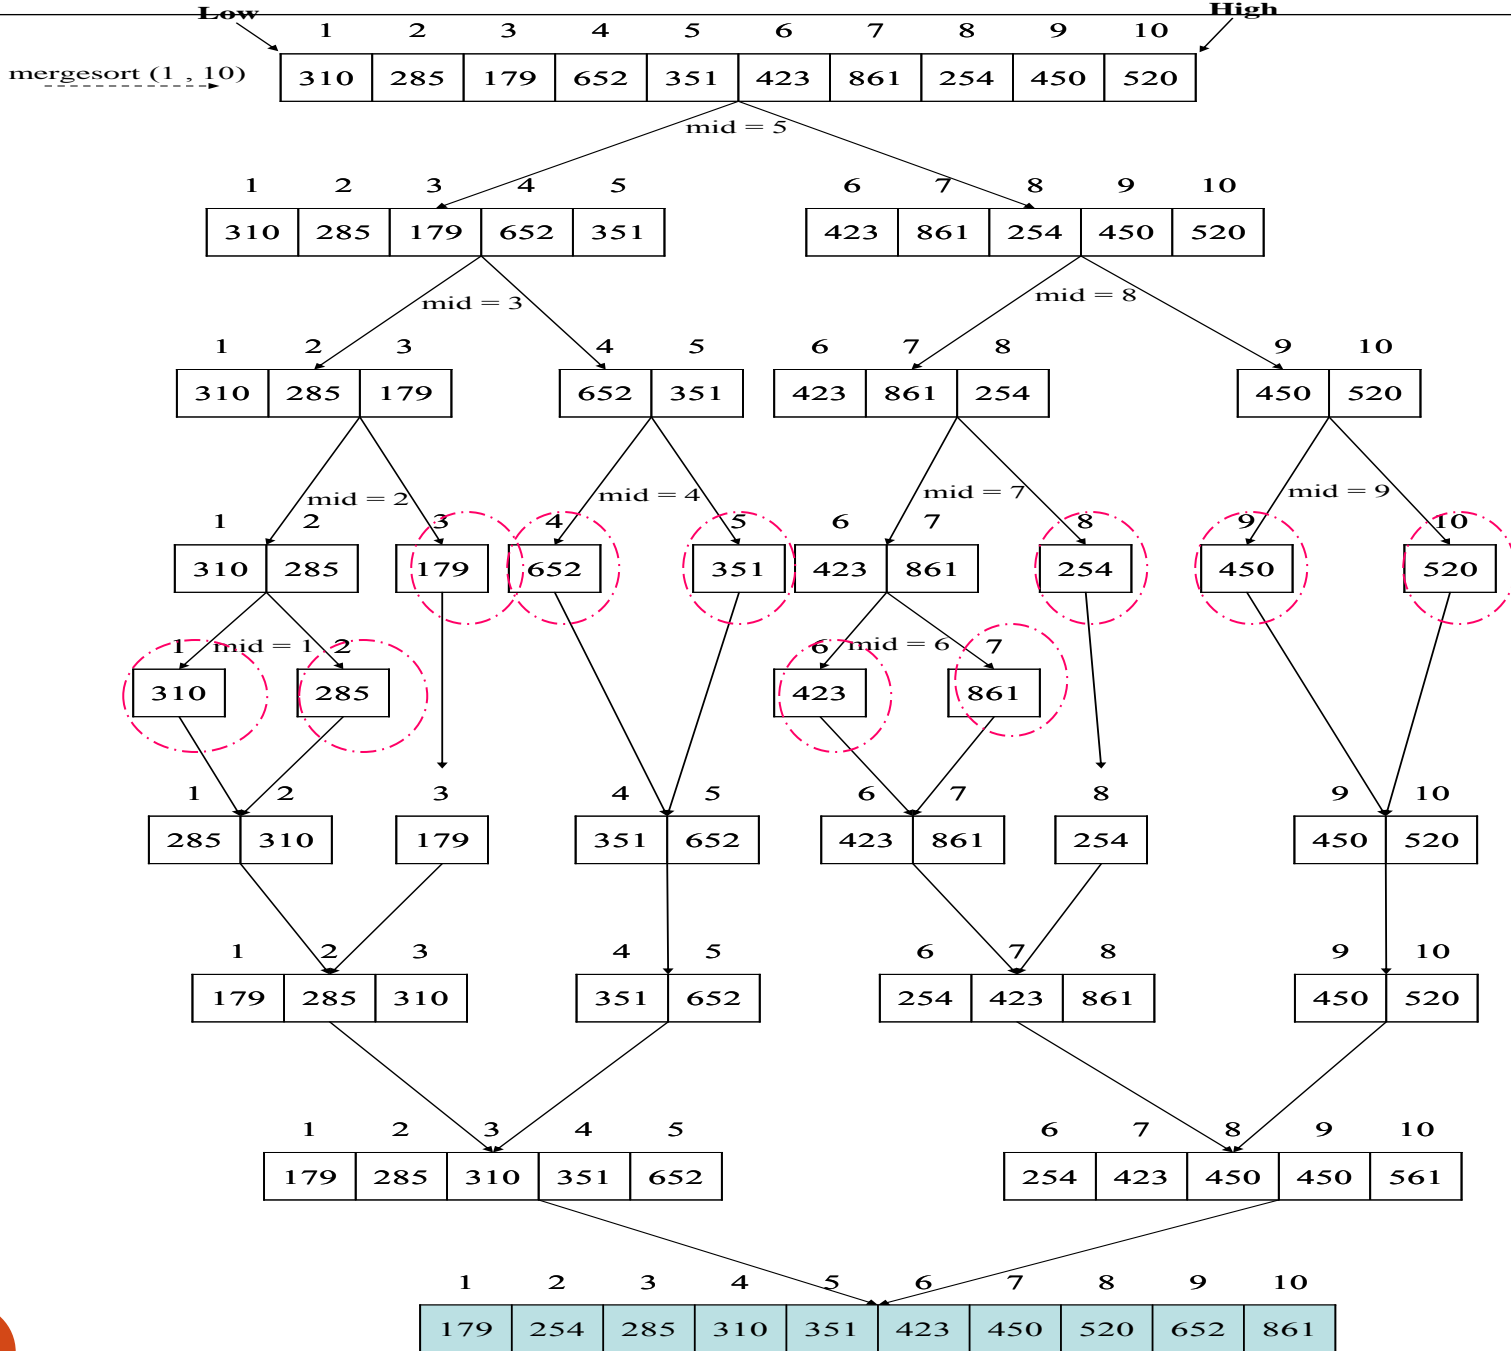 Low High
1 2 3 4 5 6 7 8 9 10
mergesort (1 , 10) 310 285 179 652 351 423 861 254 450 520
mid = 5
1 2 3 4 5 6 7 8 9 10
310 285 179 652 351 423 861 254 450 520
mid = 3 mid = 8
1 2 3 4 5 6 7 8 9 10
310 285 179 652 351 423 861 254 450 520
mid = 2 mid = 4 mid = 7 mid = 9
1 2 3 4 5 6 7 8 9 10
310 285 179 652 351 423 861 254 450 520
1 mid = 1 2 6 mid = 6 7
310 285 423 861
1 2 3 4 5 6 7 8 9 10
285 310 179 351 652 423 861 254 450 520
1 2 3 4 5 6 7 8 9 10
179 285 310 351 652 254 423 861 450 520
1 2 3 4 5 6 7 8 9 10
179 285 310 351 652 254 423 450 450 561
1 2 3 4 5 6 7 8 9 10
179 254 285 310 351 423 450 520 652 861